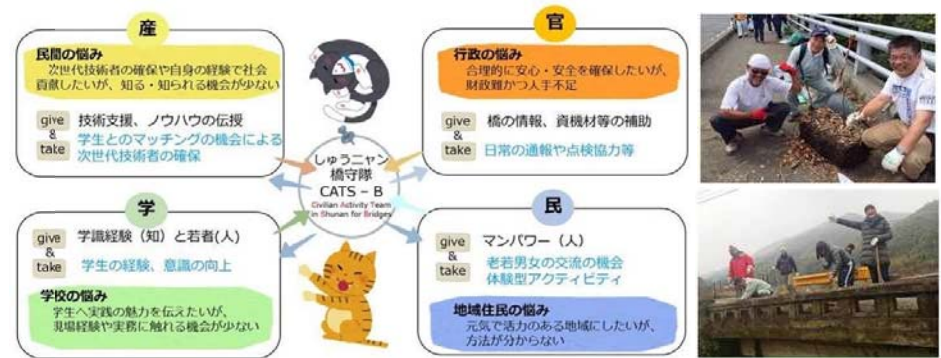 産
民間の悩み
次世代技術者の確保や自身の経験で社会
貢献したいが、知る・知られる機会が少ない
give
&
take
技術支援、ノウハウの伝授
学生とのマッチングの機会による
次世代技術者の確保
官
行政の悩み
合理的に安心・安全を確保したいが、
財政難かつ人手不足
give
&
take
橋の情報、資機材等の補助
日常の通報や点検協力等
しゅうニャン
橋守隊
CATS – B
Civilian Activity Team
in Shunan for Bridges
学
give
&
take
学識経験(知)と若者(人)
学生の経験、意識の向上
学校の悩み
学生へ実践の魅力を伝えたいが、
現場経験や実務に触れる機会が少ない
民
give
&
take
マンパワー(人)
老若男女の交流の機会
体験型アクティビティ
地域住民の悩み
元気で活力のある地域にしたいが、
方法が分からない